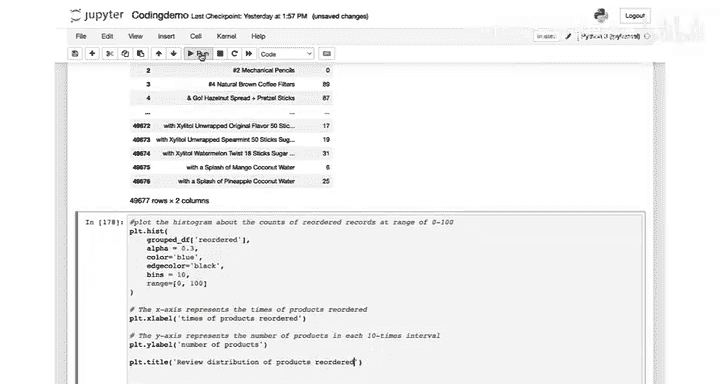 jupyter Codingdemo Last Checkpoint: Yesterday at 1:57 PM (unsaved changes)
Logout
File Edit View Insert Cell Kernel Help
Python 3 (ipykernel)
Run
Code
2 #2 Mechanical Pencils 0
3 #4 Natural Brown Coffee Filters 89
4 & Go! Hazelnut Spread + Pretzel Sticks 87
... ... ...
49672 with Xylitol Unwrapped Original Flavor 50 Stic... 17
49673 with Xylitol Unwrapped Spearmint 50 Sticks Sug... 19
49674 with Xylitol Watermelon Twist 18 Sticks Sugar ... 31
49675 with a Splash of Mango Coconut Water 6
49676 with a Splash of Pineapple Coconut Water 25
49677 rows × 2 columns
In [178]: #plot the histogram about the counts of reordered records at range of 0-100
plt.hist(
grouped_df['reordered'],
alpha = 0.3,
color='blue',
edgecolor='black',
bins = 10,
range=[0, 100]
)
# The x-axis represents the times of products reordered
plt.xlabel('times of products reordered')
# The y-axis represents the number of products in each 10-times interval
plt.ylabel('number of products')
plt.title('Review distribution of products reordered')